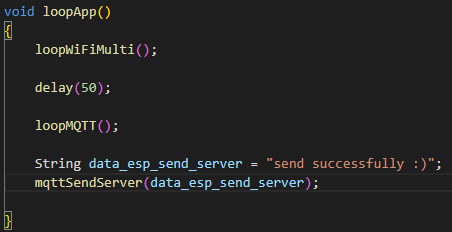 void loopApp()
{
loopWiFiMulti();
delay(50);
loopMQTT();
String data_esp_send_server = "send successfully :)";
mqttSendServer(data_esp_send_server);
}